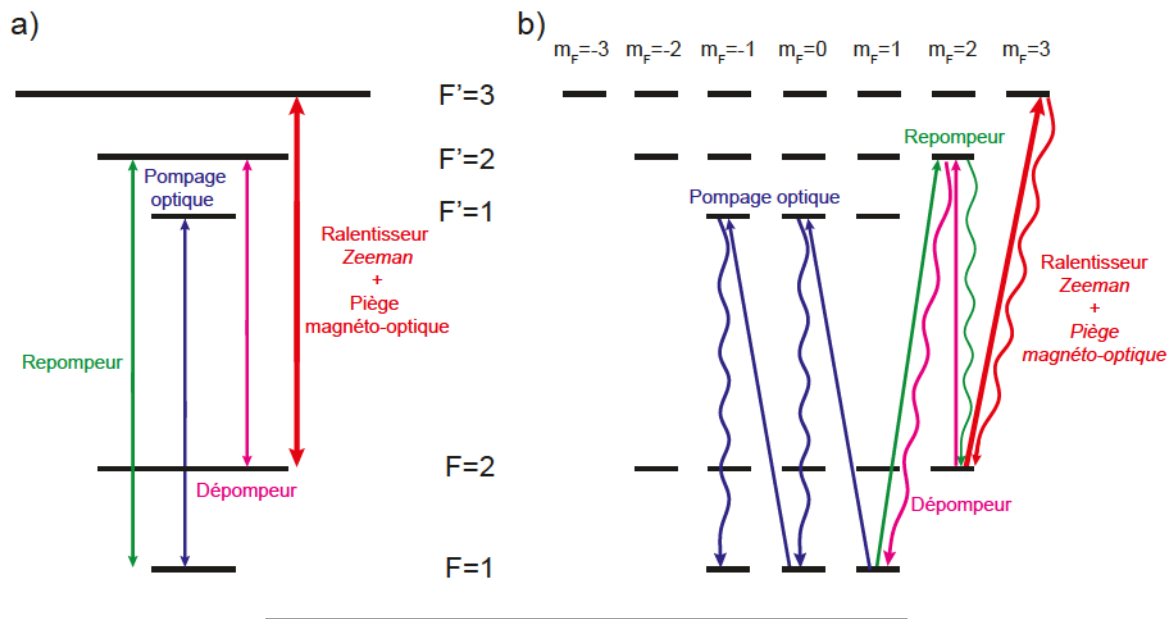 a)
b)
m_F=-3 m_F=-2 m_F=-1 m_F=0 m_F=1 m_F=2 m_F=3
F'=3
F'=2
F'=1
F=2
F=1
Pompage
optique
Ralentisseur
Zeeman
+
Piège
magnéto-optique
Repompeur
Dépompeur
Repompeur
Pompage optique
Ralentisseur
Zeeman
+
Piège
magnéto-optique
Dépompeur